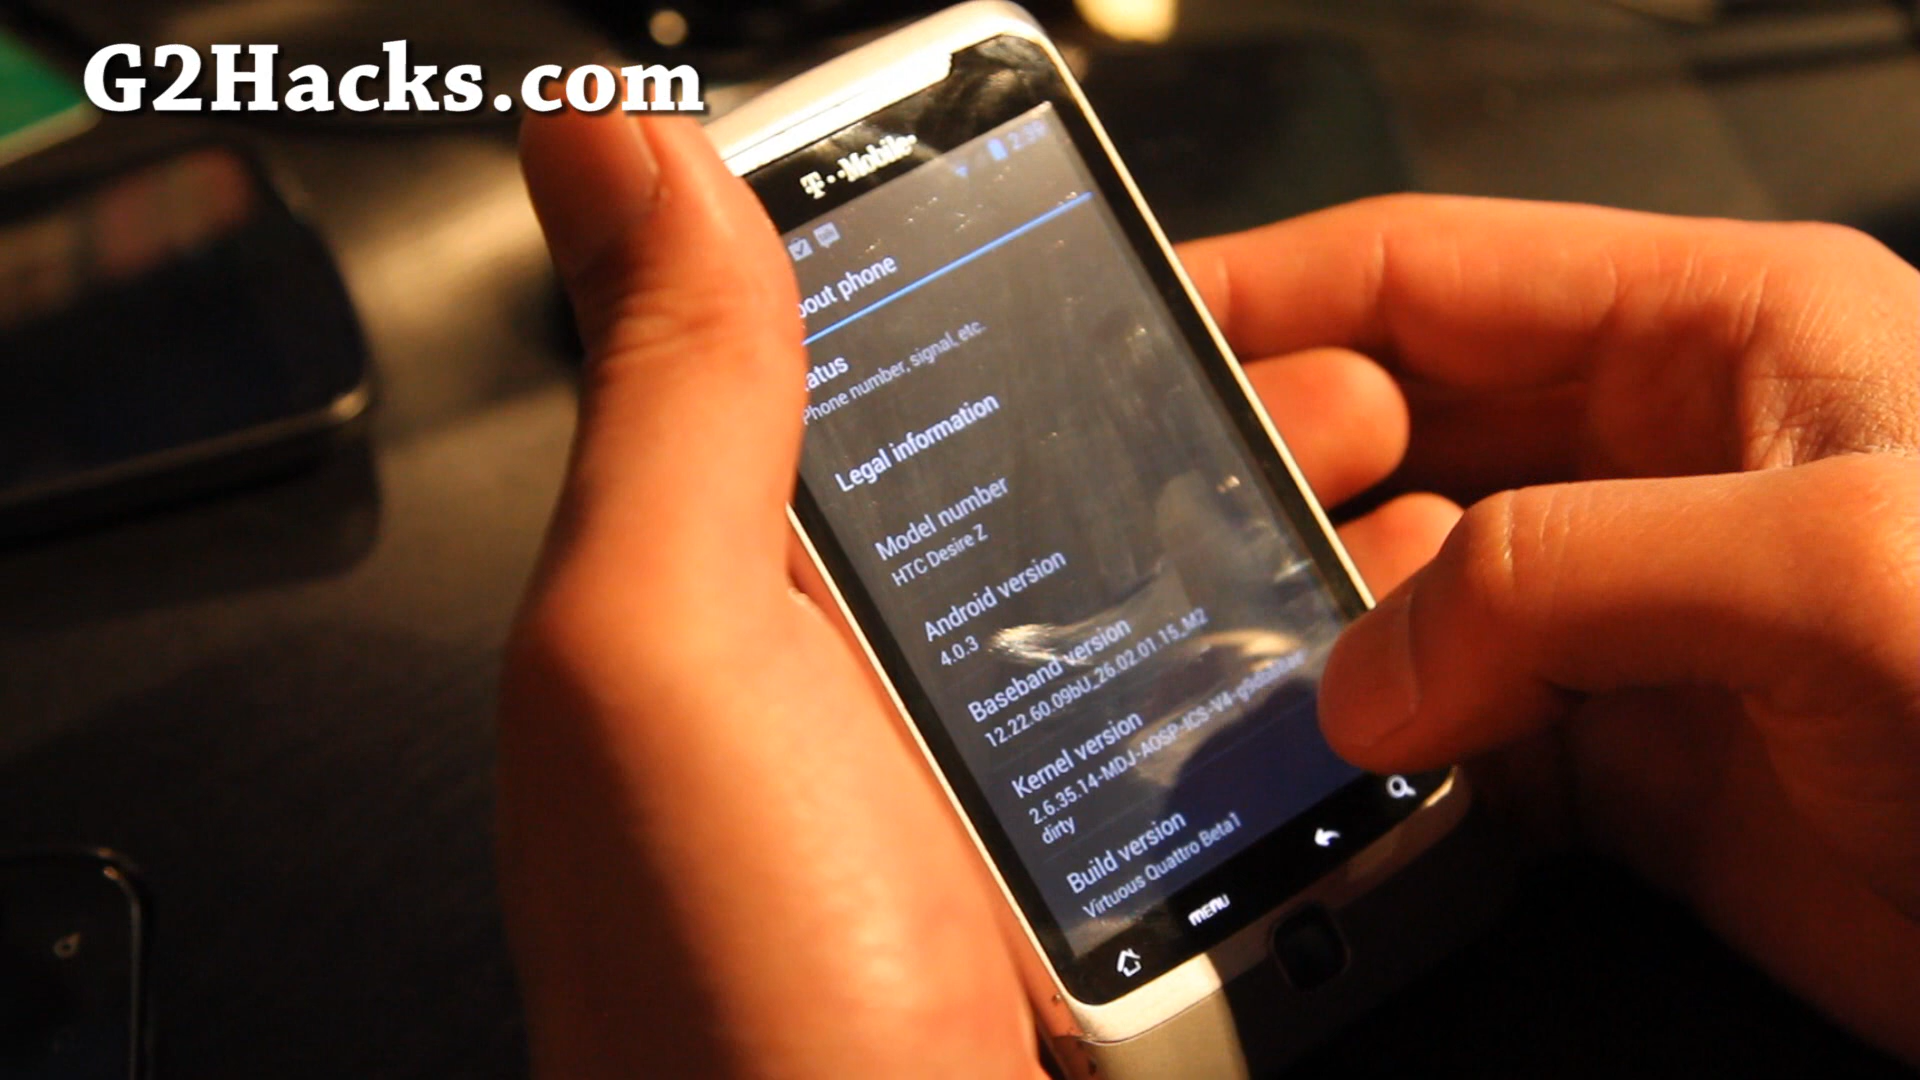 G2Hacks.com
T··Mobile
2:39
bout phone
atus
Phone number, signal, etc.
Legal information
Model number
HTC Desire Z
Android version
4.0.3
Baseband version
12.22.60.09bU_26.02.01.15_M2
Kernel version
2.6.35.14-MDJ-AOSP-ICS-V4-
dirty
Build version
Virtuous Quattro Beta1
MENU